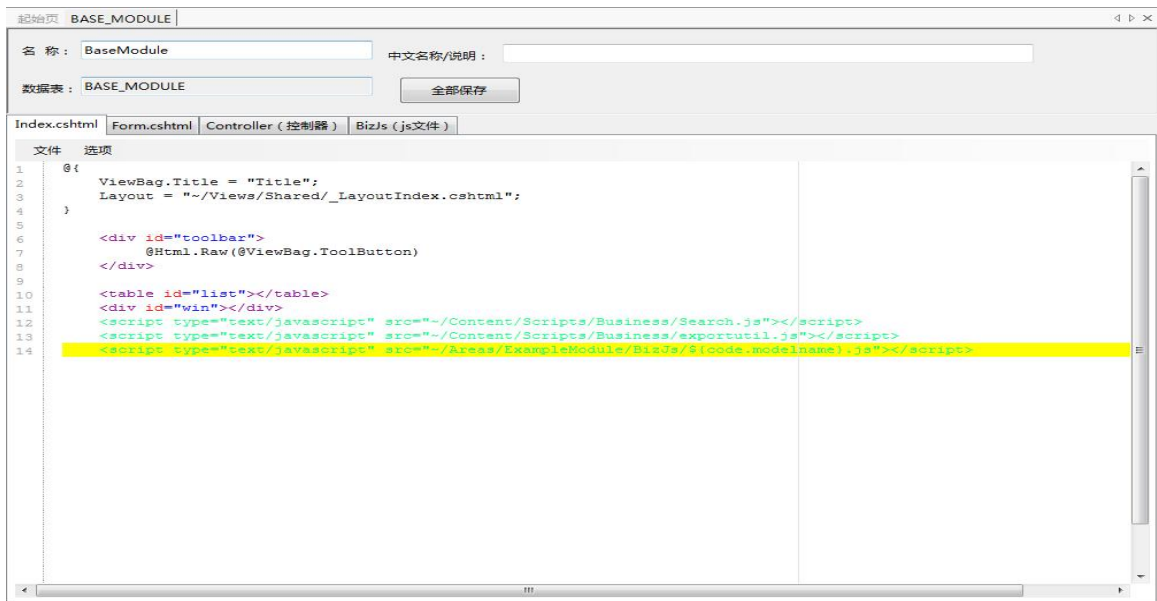 起始页 BASE_MODULE
名 称： BaseModule 中文名称/说明：
数据表： BASE_MODULE 全部保存
Index.cshtml Form.cshtml Controller（控制器） BizJs（js文件）
文件 选项
1 @{
2 ViewBag.Title = "Title";
3 Layout = "~/Views/Shared/_LayoutIndex.cshtml";
4 }
5
6 <div id="toolbar">
7 @Html.Raw(@ViewBag.ToolButton)
8 </div>
9
10 <table id="list"></table>
11 <div id="win"></div>
12 <script type="text/javascript" src="~/Content/Scripts/Business/Search.js"></script>
13 <script type="text/javascript" src="~/Content/Scripts/Business/exportutil.js"></script>
14 <script type="text/javascript" src="~/Areas/ExampleModule/BizJs/${code.modelname}.js"></script>